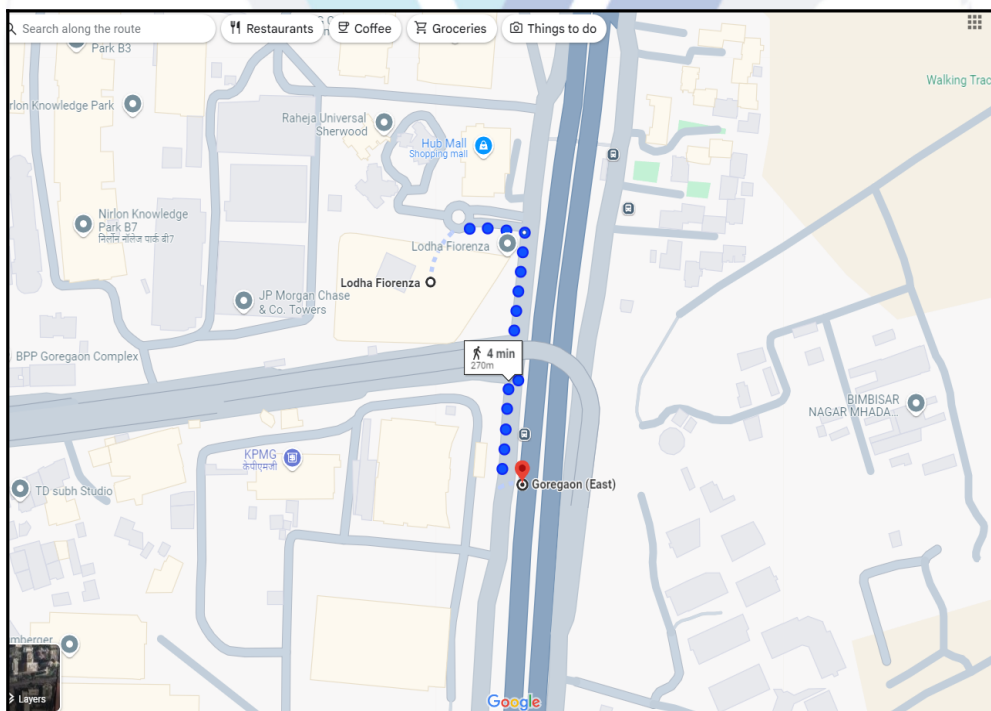 Search along the route
Restaurants
Coffee
Groceries
Things to do
Park B3
Walking Trac
rlon Knowledge Park
Raheja Universal
Sherwood
Hub Mall
Shopping mall
Nirlon Knowledge
Park B7
निर्लॉन नॉलेज पार्क बी7
Lodha Fiorenza
Lodha Fiorenza
JP Morgan Chase
& Co. Towers
BPP Goregaon Complex
4 min
270m
BIMBISAR
NAGAR MHADA...
KPMG
केपीएमजी
TD subh Studio
Goregaon (East)
mberger
Layers
Google